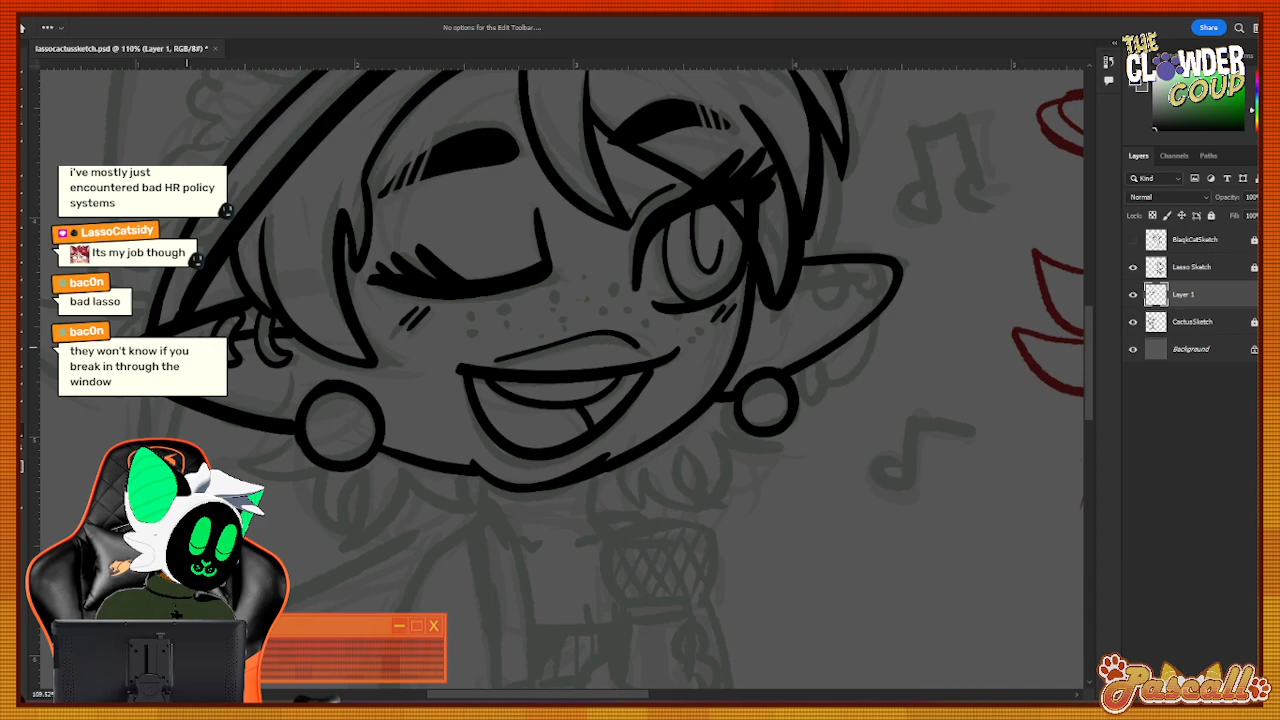 No options for the Edit Toolbar...
Share
lassocactussketch.psd @ 110% (Layer 1, RGB/8#) *
THE
CLOWDER
COUP
i've mostly just
encountered bad HR policy
systems
LassoCatsidy
Its my job though
bac0n
bad lasso
bac0n
they won't know if you
break in through the
window
Layers
Channels
Paths
Kind
Normal
Opacity: 100%
Lock:
Fill: 100%
Lasso Sketch
Layer 1
CactusSketch
Background
X
Pascall